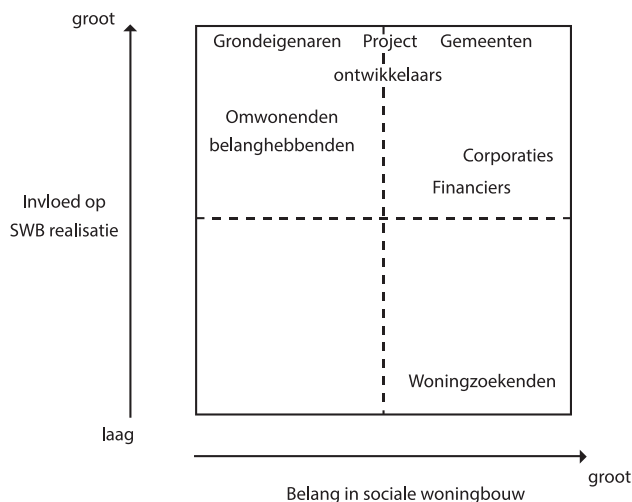 groot
Grondeigenaren Project Gemeenten
ontwikkelaars
Omwonenden
belanghebbenden
Corporaties
Financiers
Invloed op
SWB realisatie
Woningzoekenden
laag
groot
Belang in sociale woningbouw